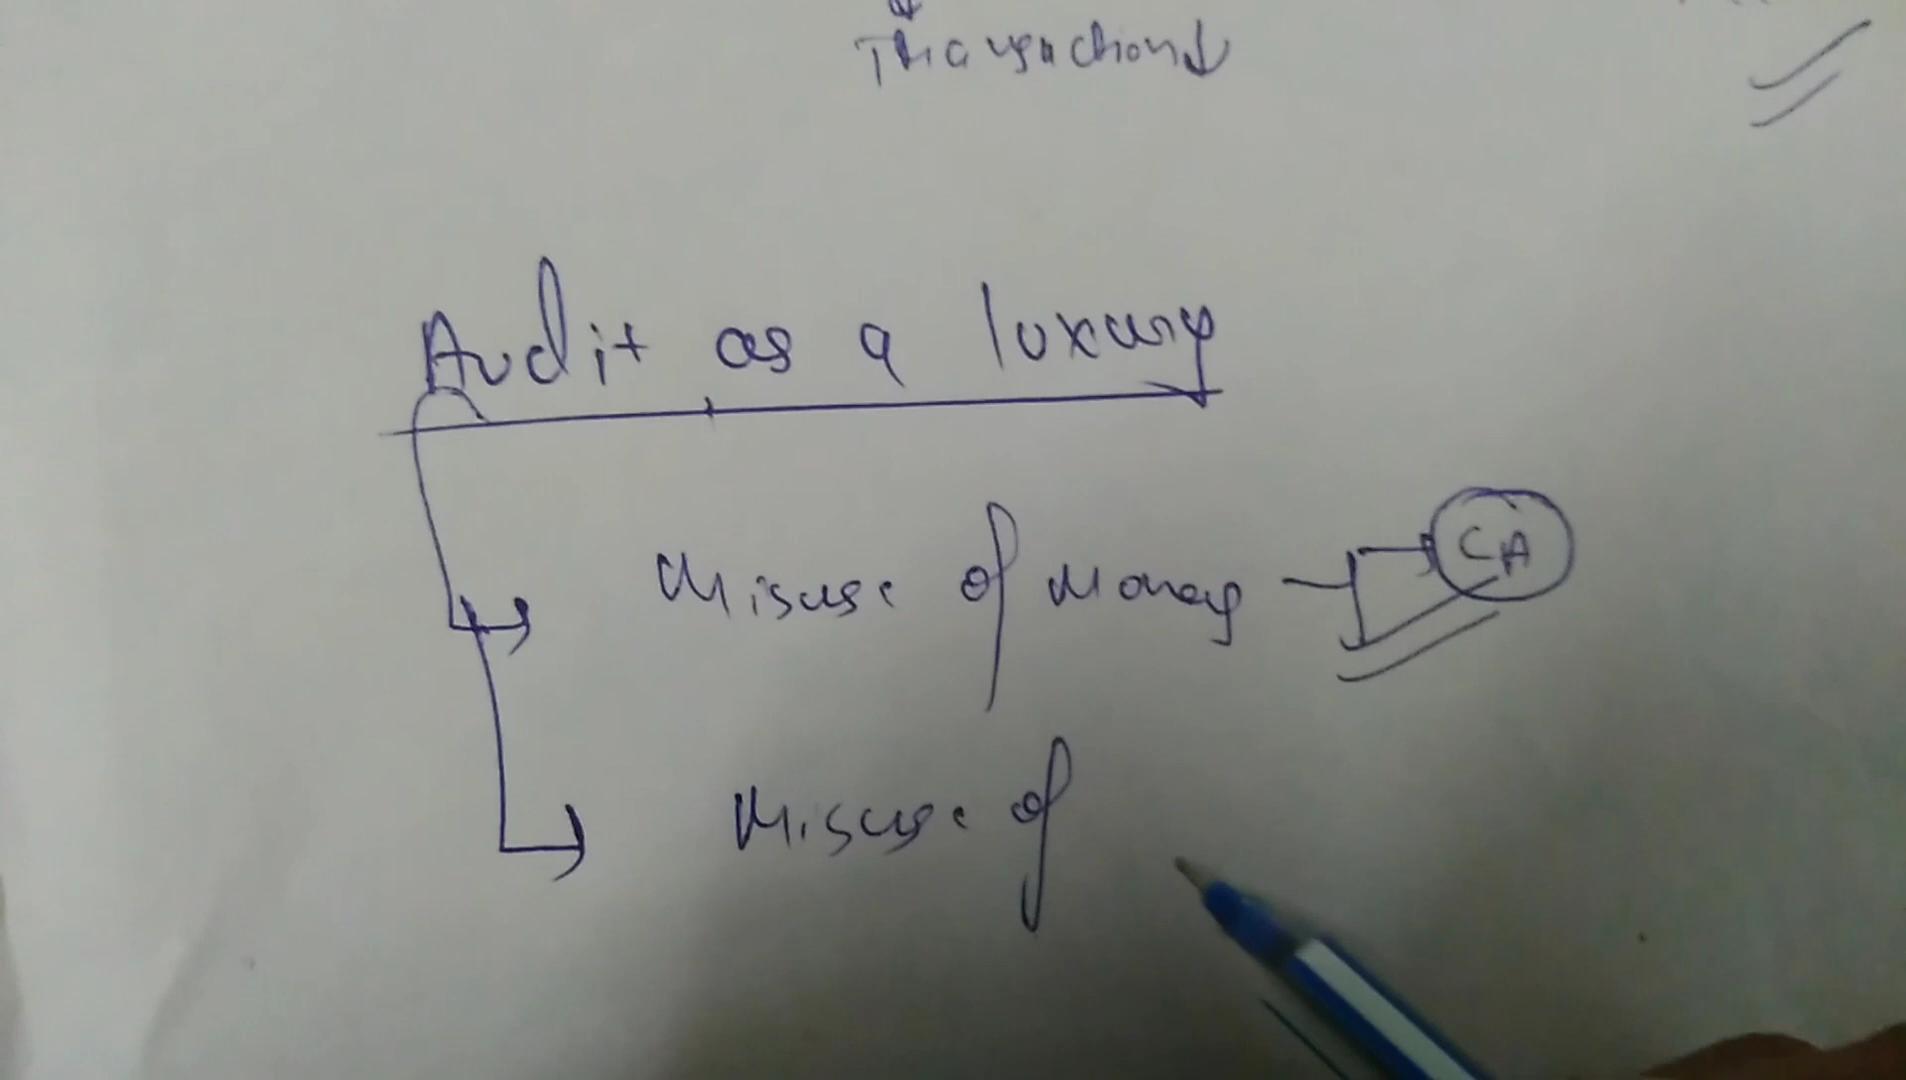 Transactions
Audit as a luxury
Misuse of Money CA
Misuse of